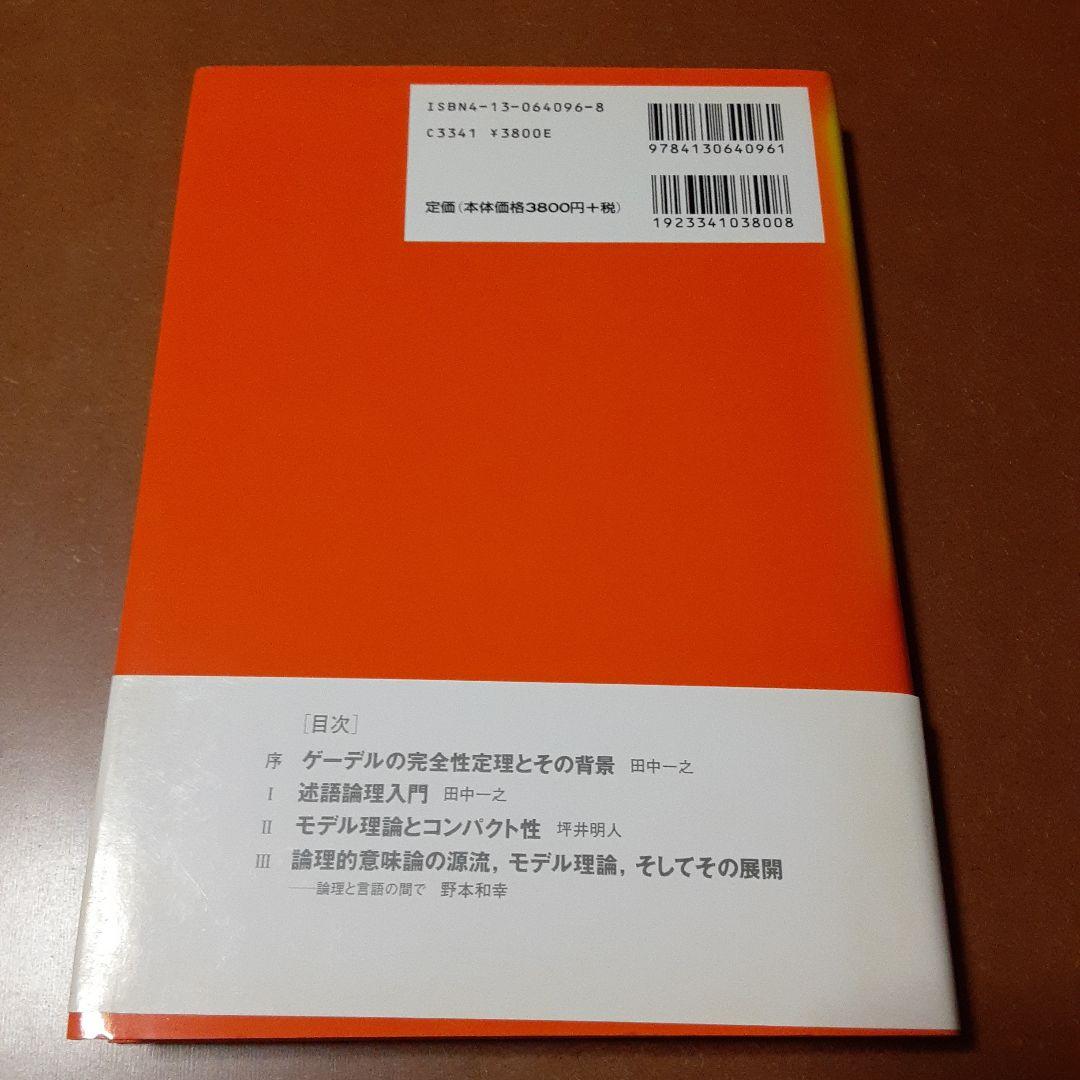 ISBN4-13-064096-8
C3341 ¥3800E
定価(本体価格3800円+税)
9784130640961
1923341038008
[目次]
序 ゲーデルの完全性定理とその背景 田中一之
I 述語論理入門 田中一之
II モデル理論とコンパクト性 坪井明人
III 論理的意味論の源流,モデル理論,そしてその展開
——論理と言語の間で 野本和幸